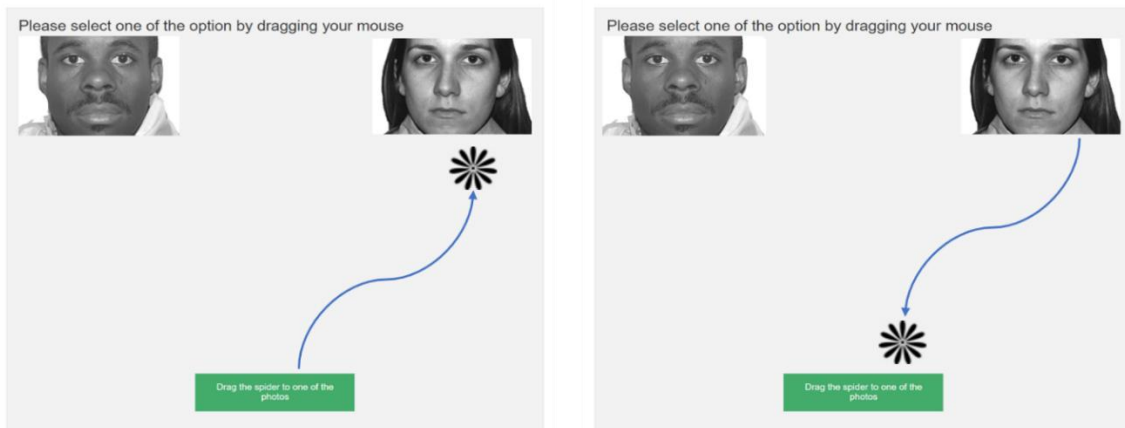 Please select one of the option by dragging your mouse
Drag the spider to one of the
photos
Please select one of the option by dragging your mouse
Drag the spider to one of the
photos